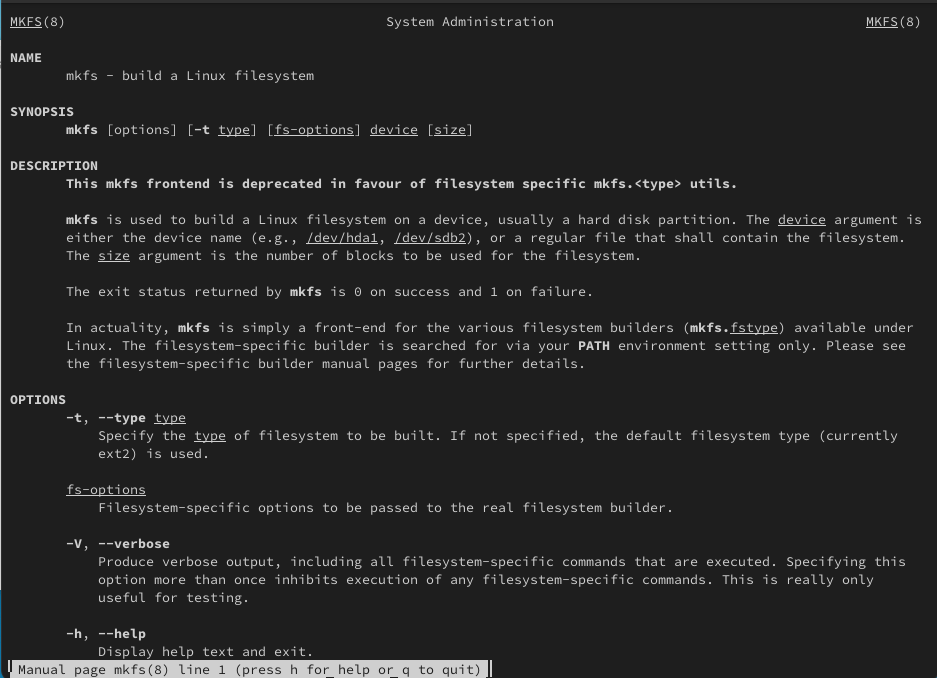 MKFS(8) System Administration MKFS(8)
NAME
mkfs - build a Linux filesystem
SYNOPSIS
mkfs [options] [-t type] [fs-options] device [size]
DESCRIPTION
This mkfs frontend is deprecated in favour of filesystem specific mkfs.<type> utils.
mkfs is used to build a Linux filesystem on a device, usually a hard disk partition. The device argument is
either the device name (e.g., /dev/hda1, /dev/sdb2), or a regular file that shall contain the filesystem.
The size argument is the number of blocks to be used for the filesystem.
The exit status returned by mkfs is 0 on success and 1 on failure.
In actuality, mkfs is simply a front-end for the various filesystem builders (mkfs.fstype) available under
Linux. The filesystem-specific builder is searched for via your PATH environment setting only. Please see
the filesystem-specific builder manual pages for further details.
OPTIONS
-t, --type type
Specify the type of filesystem to be built. If not specified, the default filesystem type (currently
ext2) is used.
fs-options
Filesystem-specific options to be passed to the real filesystem builder.
-V, --verbose
Produce verbose output, including all filesystem-specific commands that are executed. Specifying this
option more than once inhibits execution of any filesystem-specific commands. This is really only
useful for testing.
-h, --help
Display help text and exit.
Manual page mkfs(8) line 1 (press h for help or q to quit)